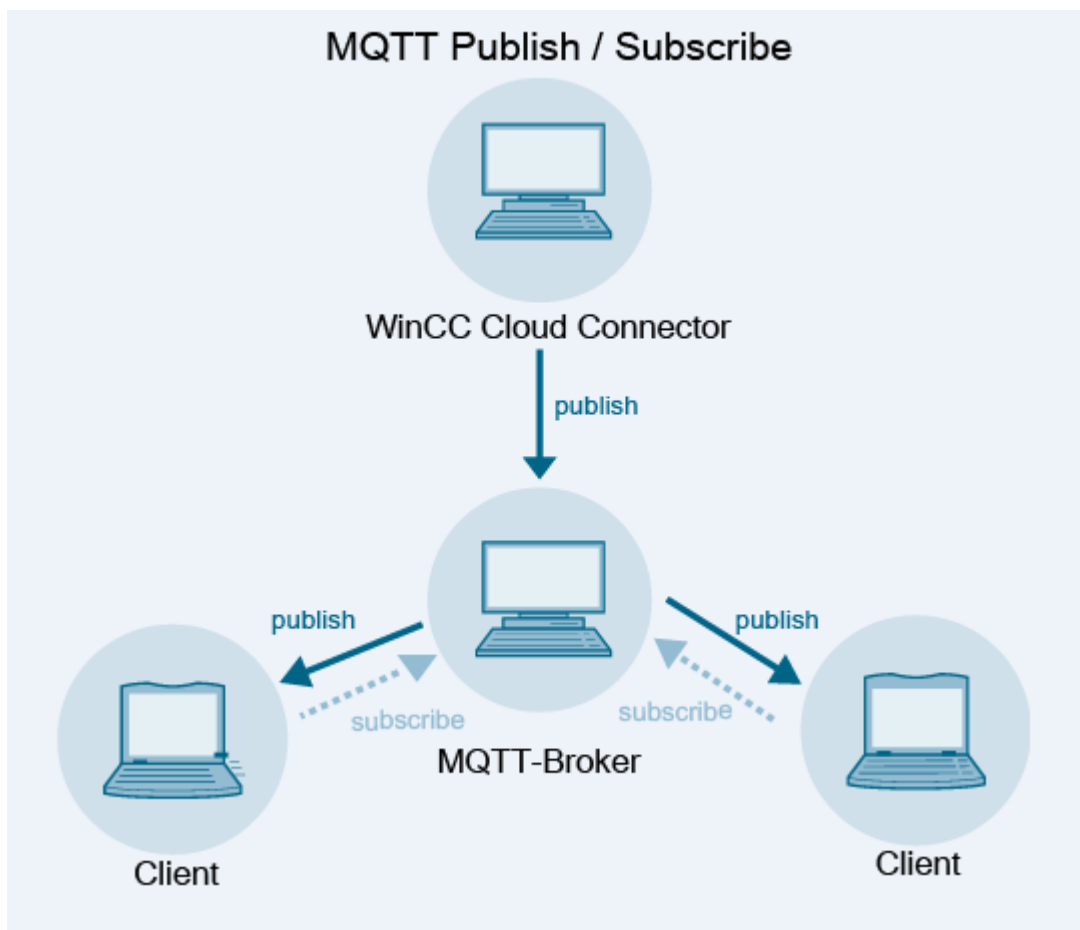 MQTT Publish / Subscribe
WinCC Cloud Connector
publish
publish
publish
subscribe
subscribe
MQTT-Broker
Client
Client